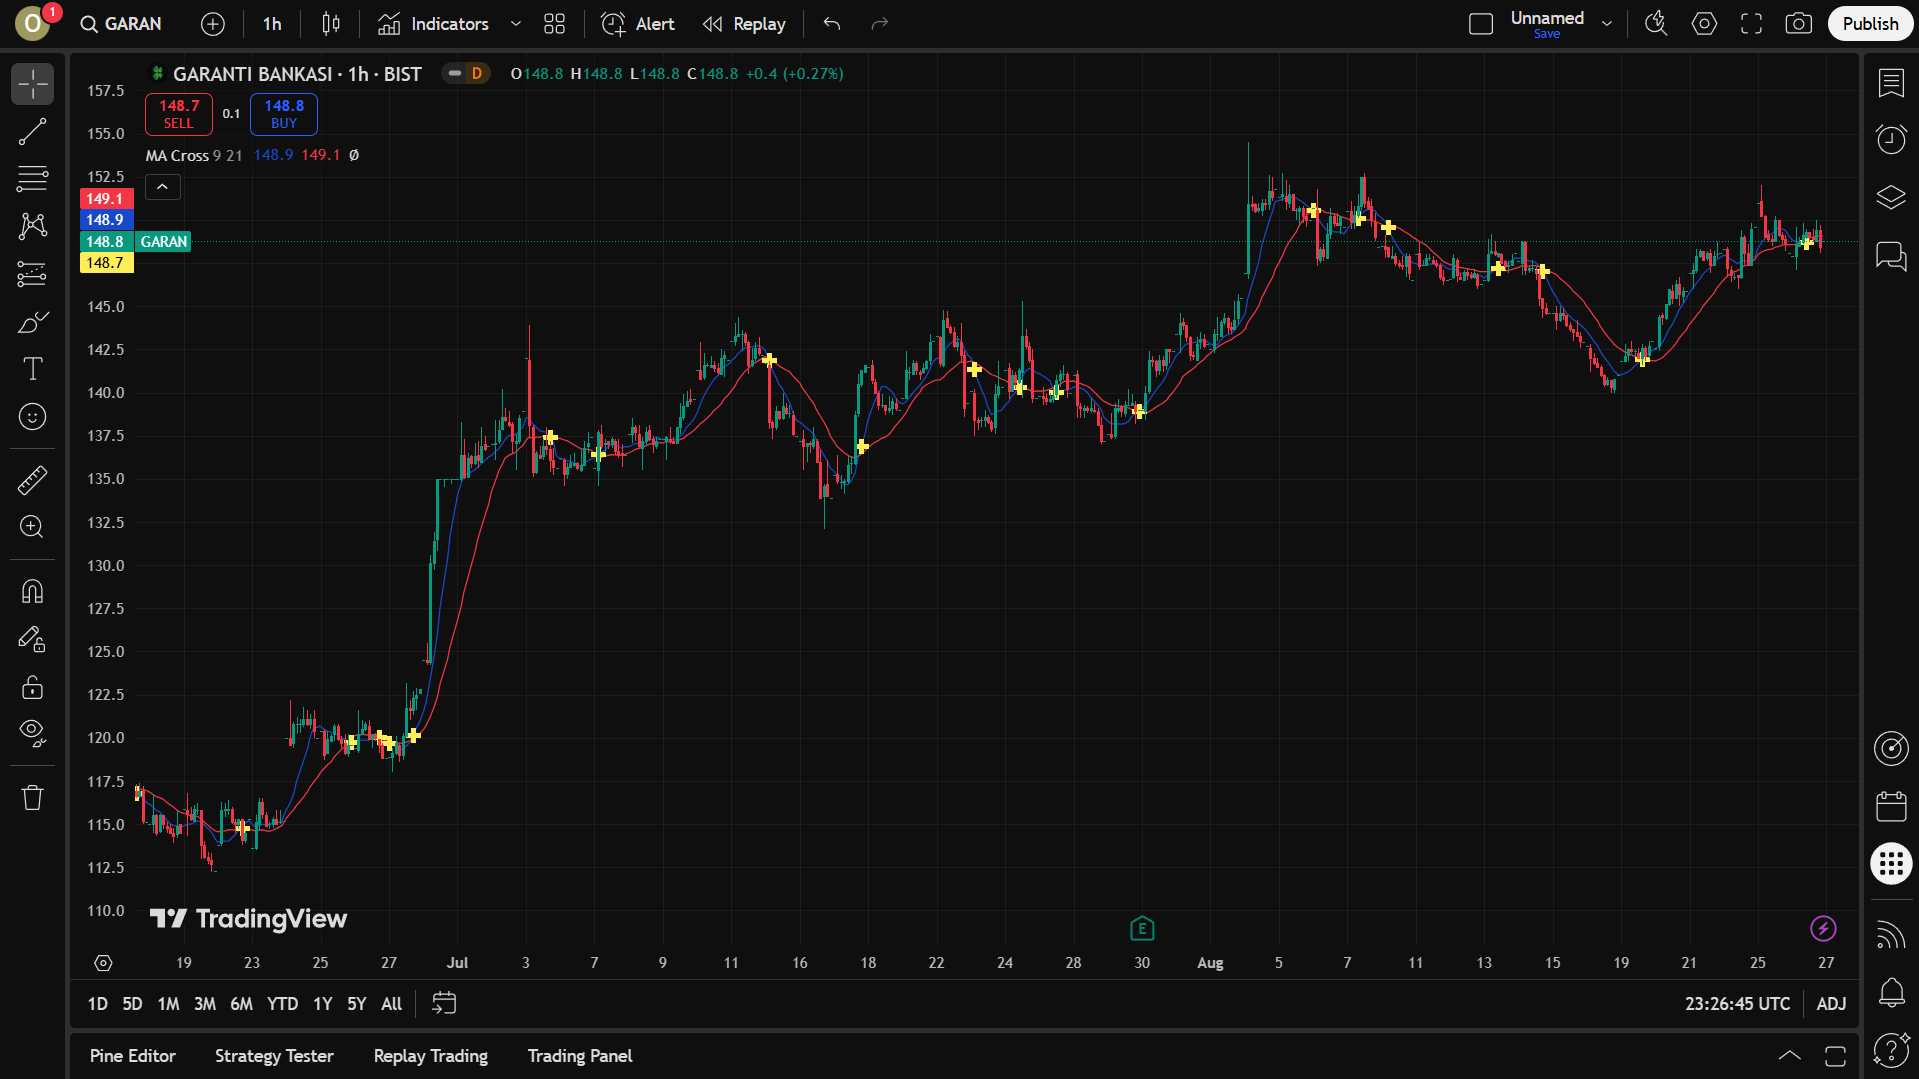 O
1
GARAN
1h
Indicators
Alert
Replay
Unnamed
Save
Publish
GARANTI BANKASI · 1h · BIST
D
O148.8 H148.8 L148.8 C148.8 +0.4 (+0.27%)
148.7
SELL
0.1
148.8
BUY
MA Cross 9 21 148.9 149.1 Ø
157.5
155.0
152.5
149.1
148.9
148.8 GARAN
148.7
145.0
142.5
140.0
137.5
135.0
132.5
130.0
127.5
125.0
122.5
120.0
117.5
115.0
112.5
110.0
TradingView
E
19 23 25 27 Jul 3 7 9 11 16 18 22 24 28 30 Aug 5 7 11 13 15 19 21 25 27
1D 5D 1M 3M 6M YTD 1Y 5Y All
23:26:45 UTC
ADJ
Pine Editor
Strategy Tester
Replay Trading
Trading Panel